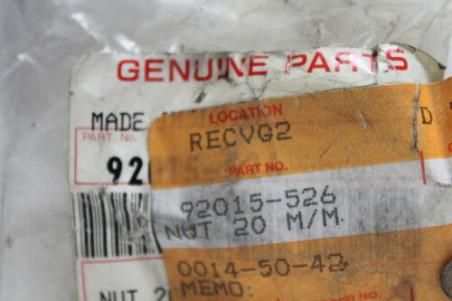 GENUINE PARTS
MADE
LOCATION
RECVG2
D
PART. No.
PART NO.
92
92015-526
NUT 20 M/M
0014-50-42
NUT 2
MEMO: